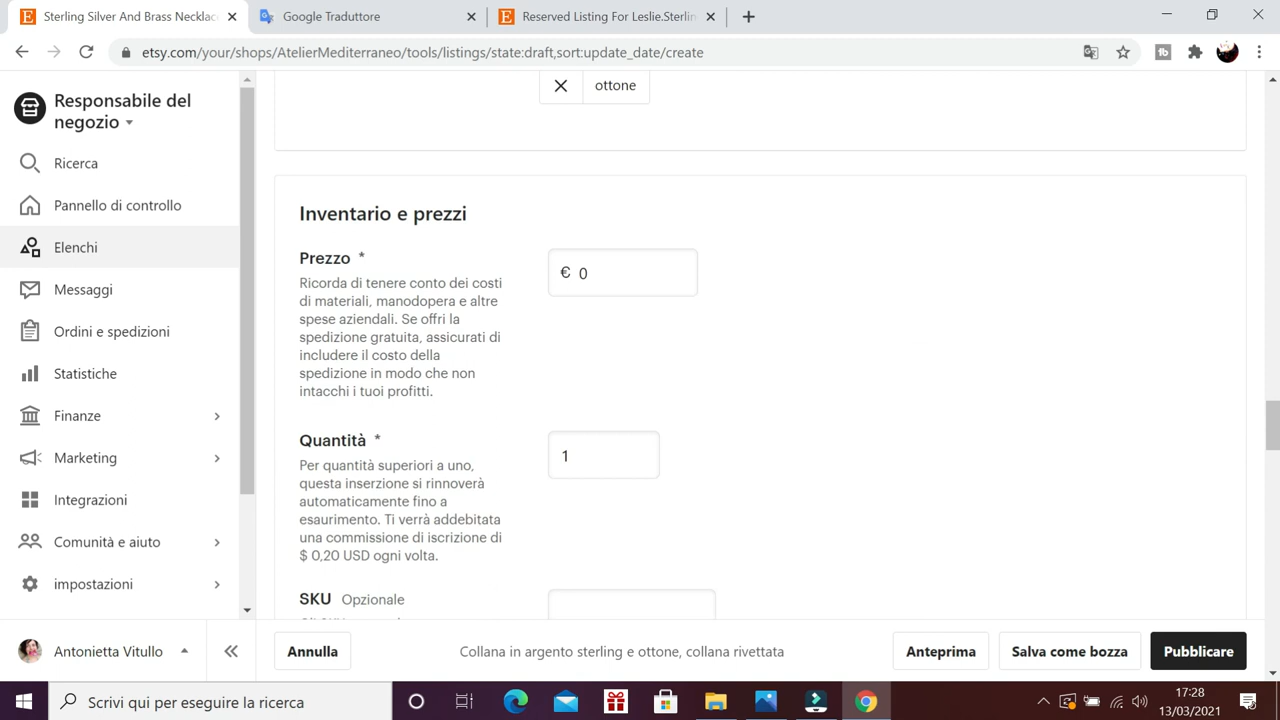 Sterling Silver And Brass Necklac
Google Traduttore
Reserved Listing For Leslie.Sterlin
etsy.com/your/shops/AtelierMediterraneo/tools/listings/state:draft,sort:update_date/create
ottone
Responsabile del
negozio
Ricerca
Pannello di controllo
Elenchi
Messaggi
Ordini e spedizioni
Statistiche
Finanze
Marketing
Integrazioni
Comunità e aiuto
impostazioni
Antonietta Vitullo
Inventario e prezzi
Prezzo *
€ 0
Ricorda di tenere conto dei costi
di materiali, manodopera e altre
spese aziendali. Se offri la
spedizione gratuita, assicurati di
includere il costo della
spedizione in modo che non
intacchi i tuoi profitti.
Quantità *
1
Per quantità superiori a uno,
questa inserzione si rinnoverà
automaticamente fino a
esaurimento. Ti verrà addebitata
una commissione di iscrizione di
$ 0,20 USD ogni volta.
SKU Opzionale
Annulla
Collana in argento sterling e ottone, collana rivettata
Anteprima
Salva come bozza
Pubblicare
Scrivi qui per eseguire la ricerca
17:28
13/03/2021